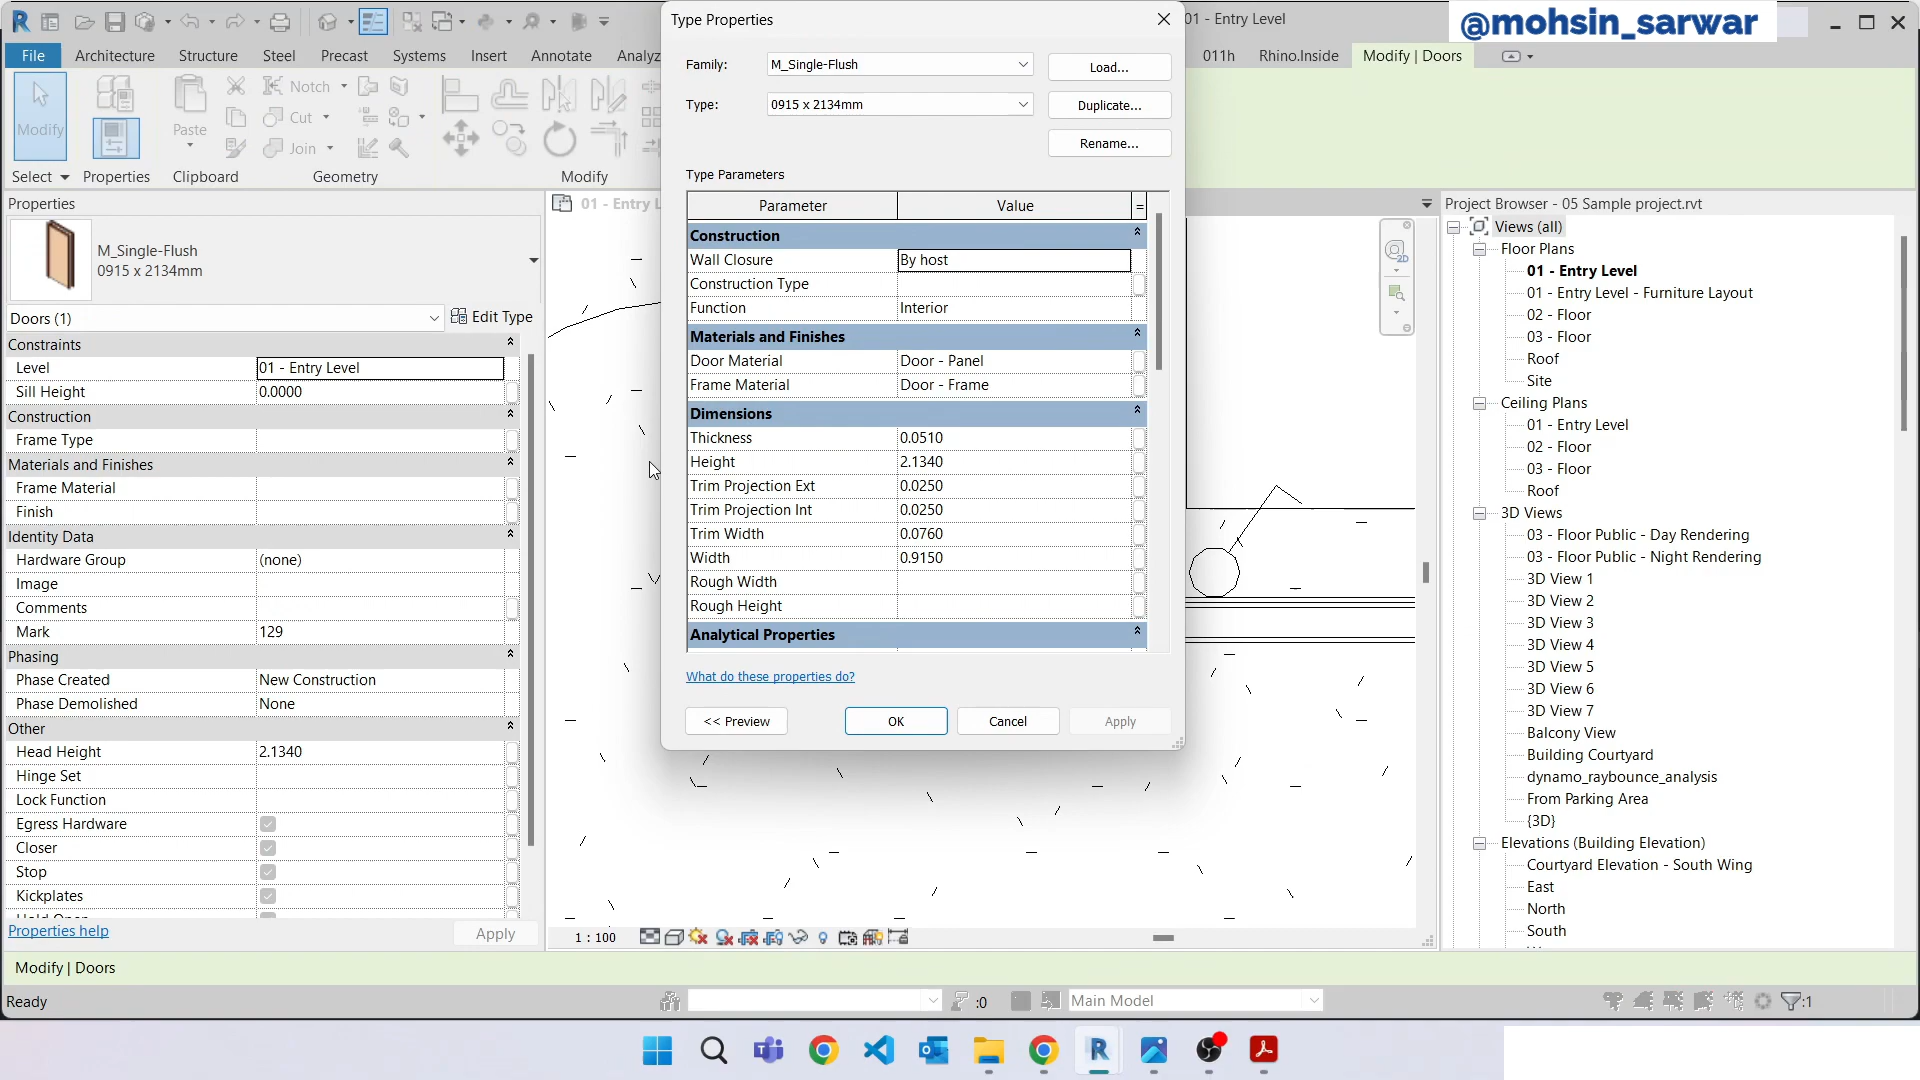 01 - Entry Level
@mohsin_sarwar
File
Architecture
Structure
Steel
Precast
Systems
Insert
Annotate
Analyz
011h
Rhino.Inside
Modify | Doors
Modify
Paste
Notch
Cut
Join
Select
Properties
Clipboard
Geometry
Modify
Properties
M_Single-Flush
0915 x 2134mm
Doors (1)
Edit Type
Constraints
Level 01 - Entry Level
Sill Height 0.0000
Construction
Frame Type
Materials and Finishes
Frame Material
Finish
Identity Data
Hardware Group (none)
Image
Comments
Mark 129
Phasing
Phase Created New Construction
Phase Demolished None
Other
Head Height 2.1340
Hinge Set
Lock Function
Egress Hardware
Closer
Stop
Kickplates
Properties help
Apply
01 - Entry L
Type Properties
Family: M_Single-Flush
Load...
Type: 0915 x 2134mm
Duplicate...
Rename...
Type Parameters
Parameter Value =
Construction
Wall Closure By host
Construction Type
Function Interior
Materials and Finishes
Door Material Door - Panel
Frame Material Door - Frame
Dimensions
Thickness 0.0510
Height 2.1340
Trim Projection Ext 0.0250
Trim Projection Int 0.0250
Trim Width 0.0760
Width 0.9150
Rough Width
Rough Height
Analytical Properties
What do these properties do?
<< Preview
OK
Cancel
Apply
2D
1 : 100
Project Browser - 05 Sample project.rvt
Views (all)
Floor Plans
01 - Entry Level
01 - Entry Level - Furniture Layout
02 - Floor
03 - Floor
Roof
Site
Ceiling Plans
01 - Entry Level
02 - Floor
03 - Floor
Roof
3D Views
03 - Floor Public - Day Rendering
03 - Floor Public - Night Rendering
3D View 1
3D View 2
3D View 3
3D View 4
3D View 5
3D View 6
3D View 7
Balcony View
Building Courtyard
dynamo_raybounce_analysis
From Parking Area
{3D}
Elevations (Building Elevation)
Courtyard Elevation - South Wing
East
North
South
Modify | Doors
Ready
:0
Main Model
:1